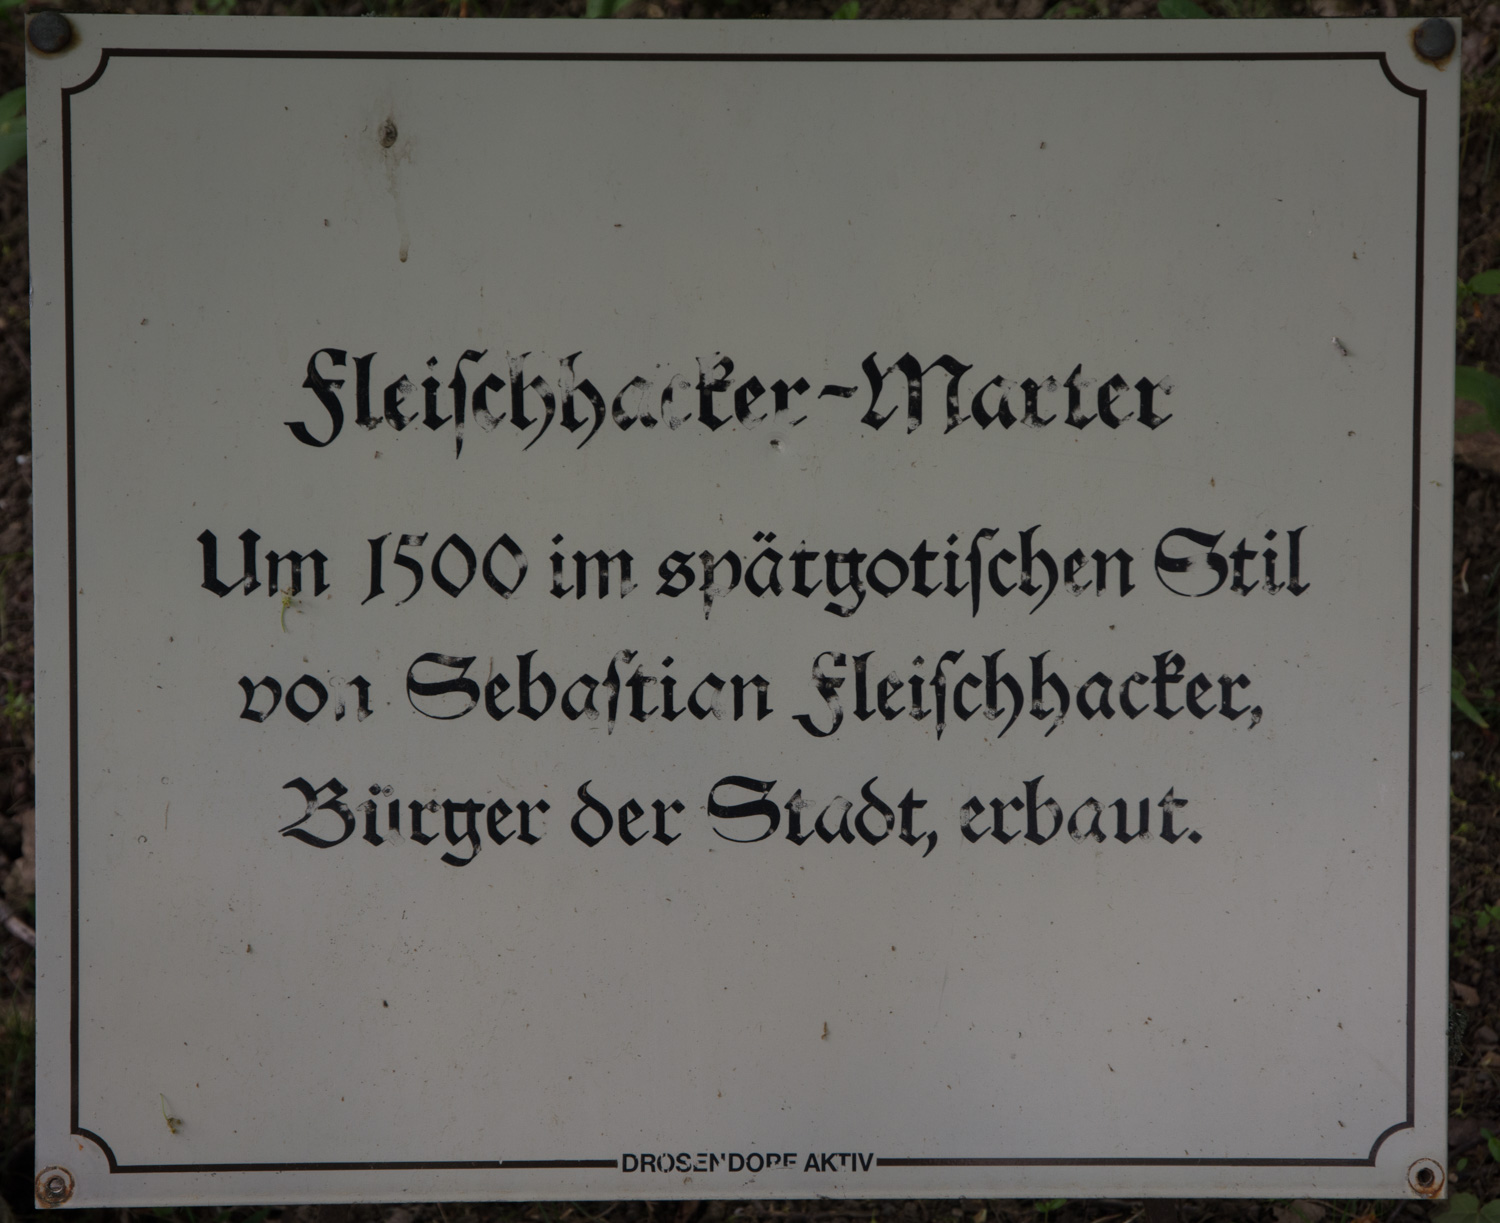 Fleiſchhacker-Marter
Um 1500 im spätgotiſchen Stil
von Sebaſtian Fleiſchhacker,
Bürger der Stadt, erbaut.
DROSENDORF AKTIV